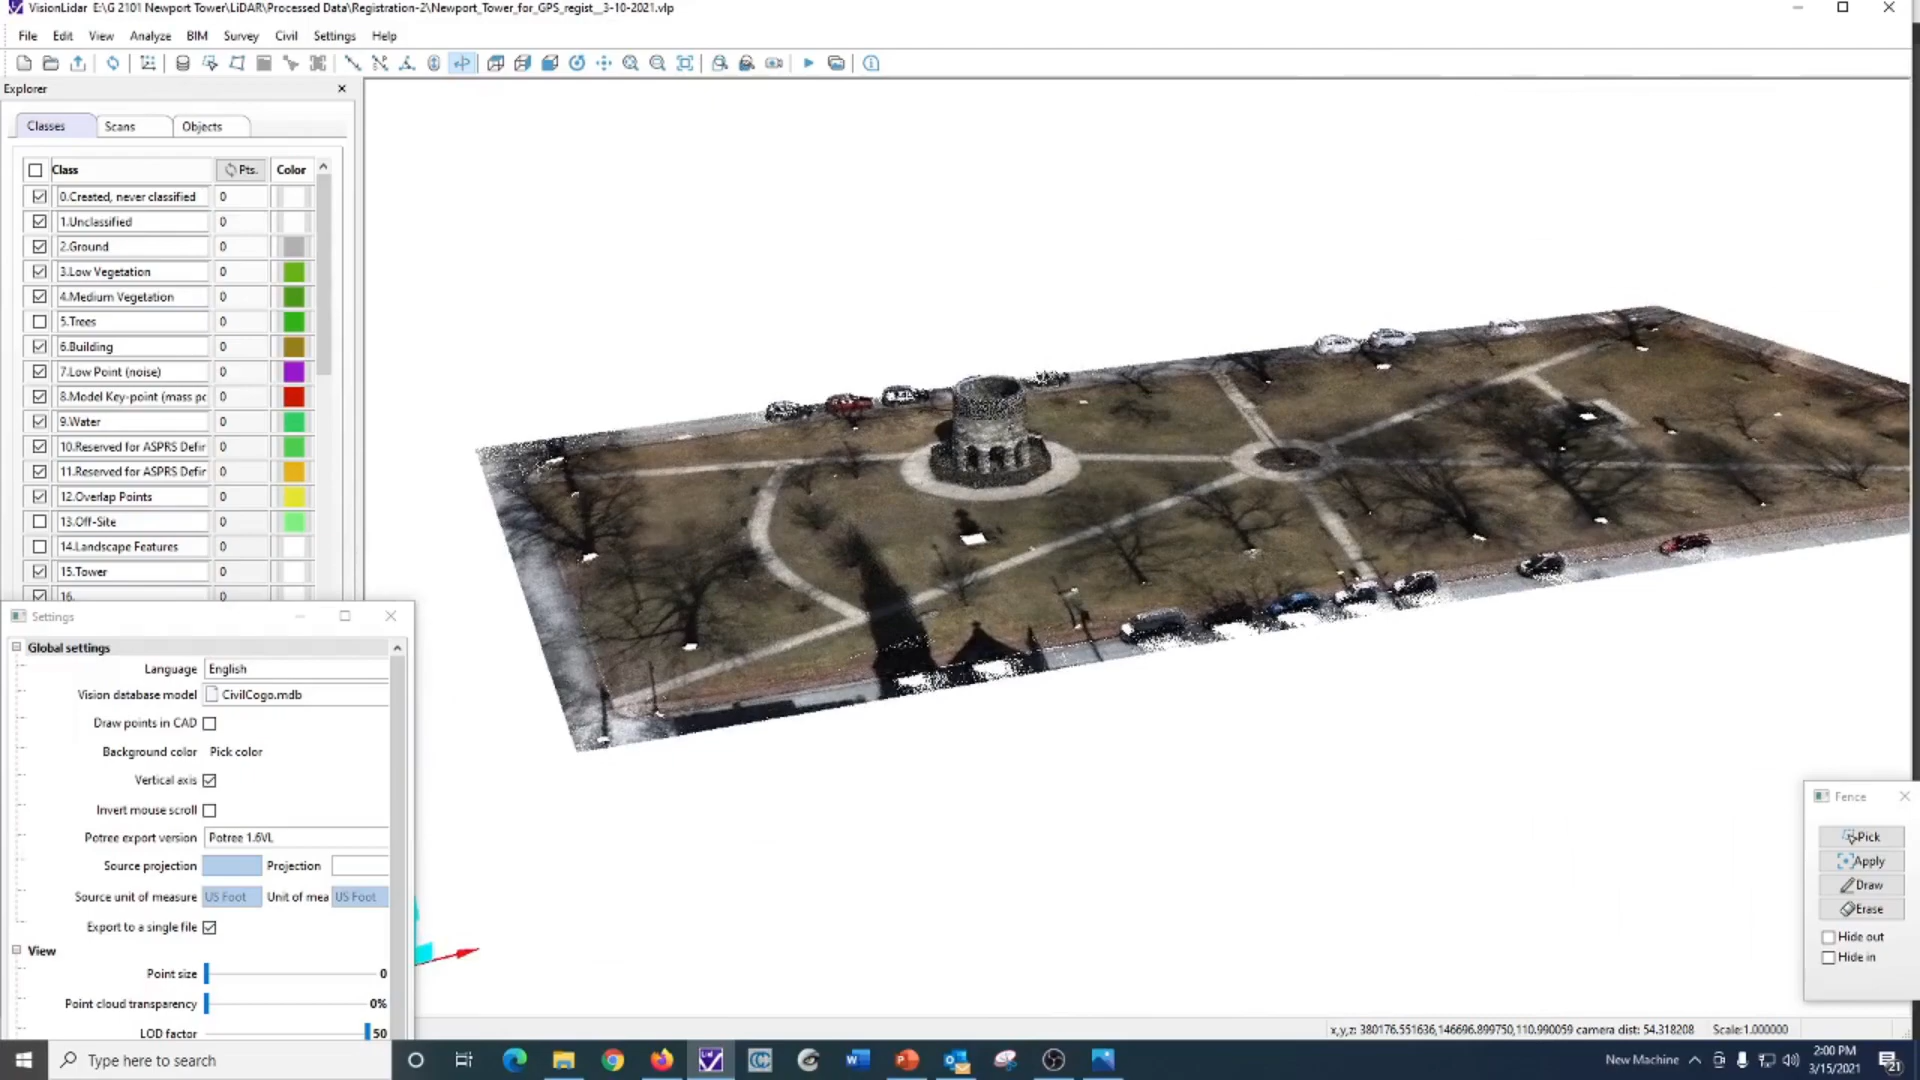 VisionLidar E:\G 2101 Newport Tower\LiDAR\Processed Data\Registration-2\Newport_Tower_for_GPS_regist__3-10-2021.vlp
File Edit View Analyze BIM Survey Civil Settings Help
Explorer
Classes Scans Objects
Class Pts. Color
0.Created, never classified 0
1.Unclassified 0
2.Ground 0
3.Low Vegetation 0
4.Medium Vegetation 0
5.Trees 0
6.Building 0
7.Low Point (noise) 0
8.Model Key-point (mass pc 0
9.Water 0
10.Reserved for ASPRS Defir 0
11.Reserved for ASPRS Defir 0
12.Overlap Points 0
13.Off-Site 0
14.Landscape Features 0
15.Tower 0
16.
Settings
Global settings
Language English
Vision database model CivilCogo.mdb
Draw points in CAD
Background color Pick color
Vertical axis
Invert mouse scroll
Potree export version Potree 1.6VL
Source projection Projection
Source unit of measure US Foot Unit of mea US Foot
Export to a single file
View
Point size 0
Point cloud transparency 0%
LOD factor 50
Fence
Pick
Apply
Draw
Erase
Hide out
Hide in
x,y,z: 380176.551636,146696.899750,110.990059 camera dist: 54.318208 Scale:1.000000
Type here to search
New Machine
2:00 PM
3/15/2021
21